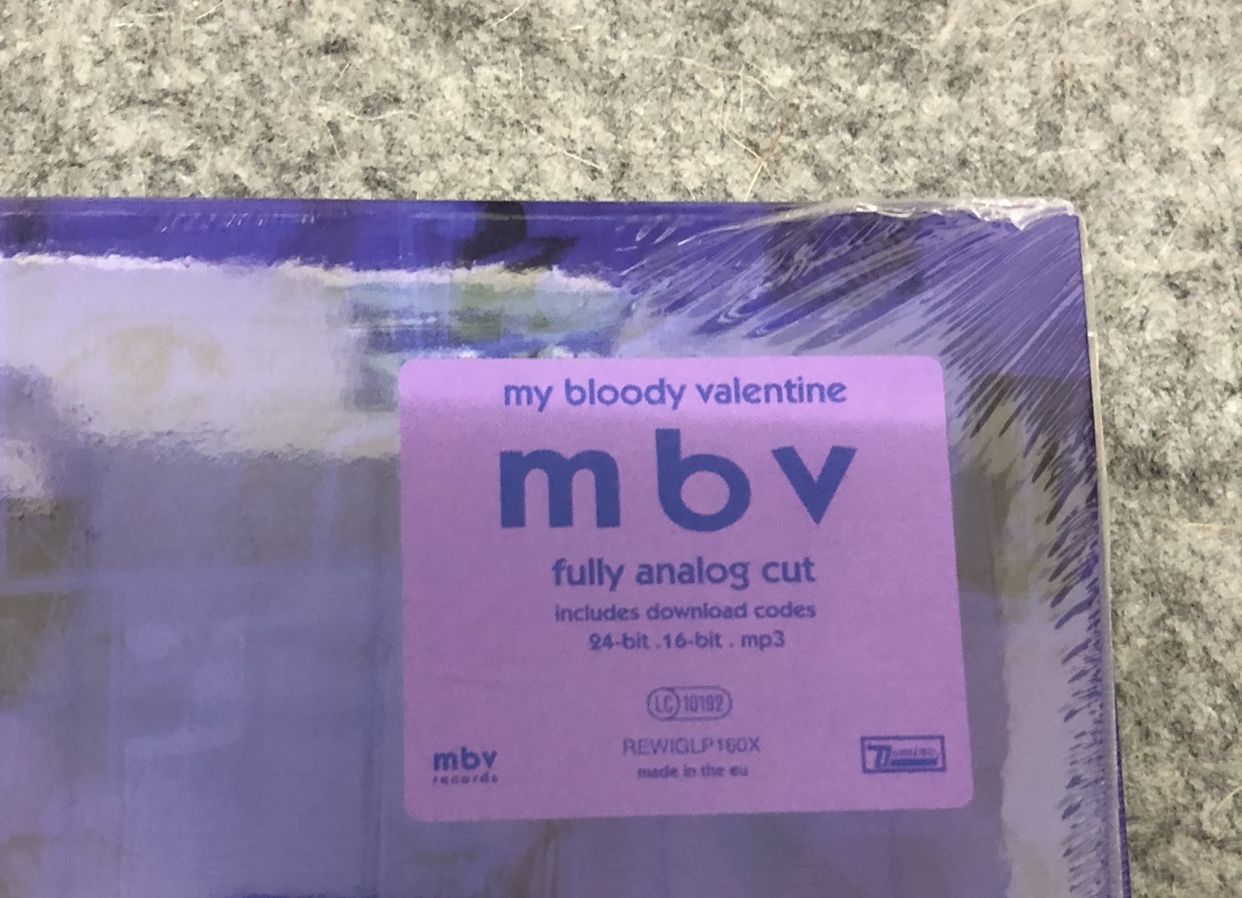 my bloody valentine
mbv
fully analog cut
includes download codes
24-bit .16-bit . mp3
LC 10192
REWIGLP160X
made in the eu
mbv
records